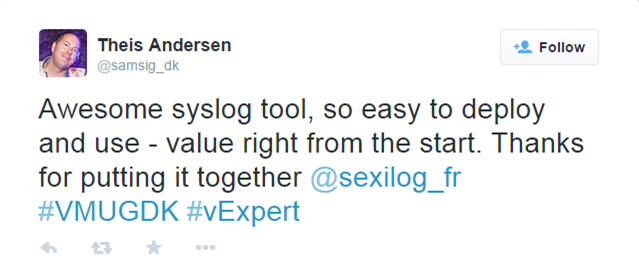 Theis Andersen
@samsig_dk
Follow
Awesome syslog tool, so easy to deploy
and use - value right from the start. Thanks
for putting it together @sexilog_fr
#VMUGDK #vExpert